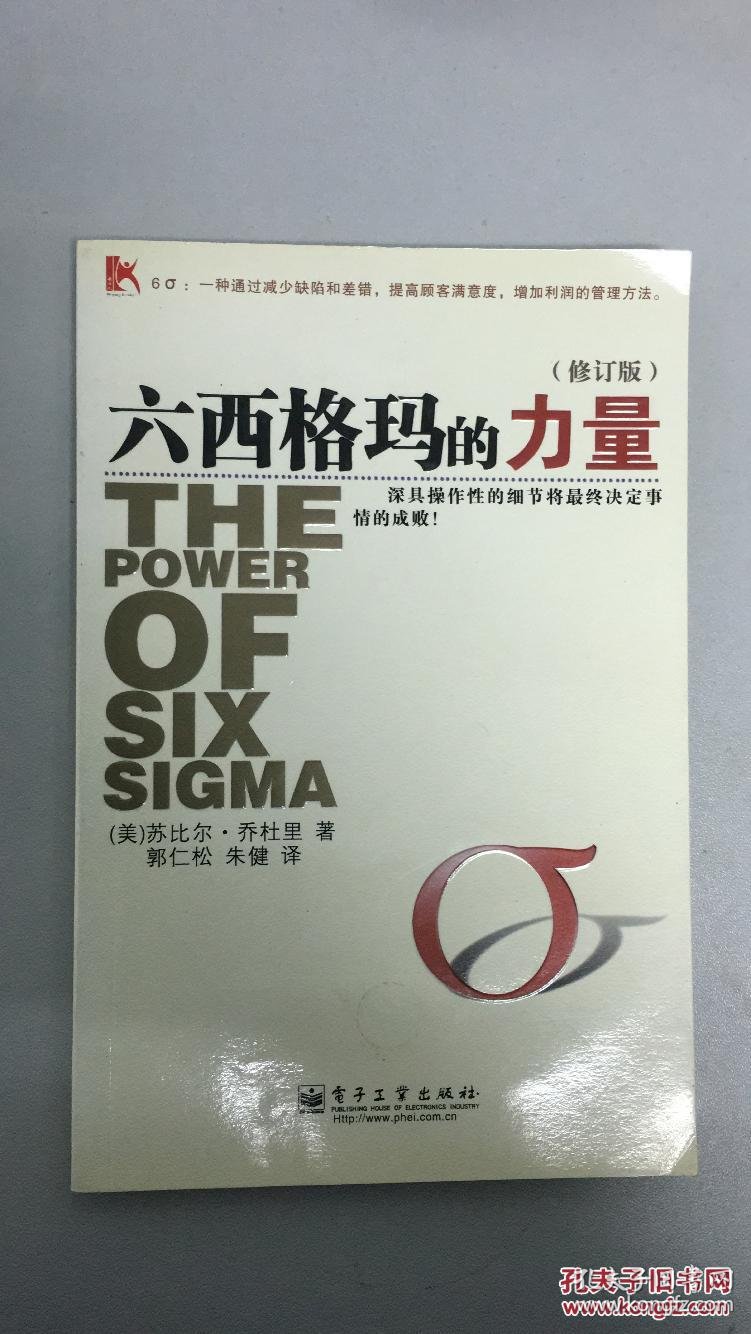 6σ：一种通过减少缺陷和差错，提高顾客满意度，增加利润的管理方法。
（修订版）
六西格玛的力量
深具操作性的细节将最终决定事
情的成败！
THE
POWER
OF
SIX
SIGMA
(美)苏比尔·乔杜里 著
郭仁松 朱健 译
σ
電子工業出版社
PUBLISHING HOUSE OF ELECTRONICS INDUSTRY
Http://www.phei.com.cn
孔夫子旧书网
www.kongfz.com